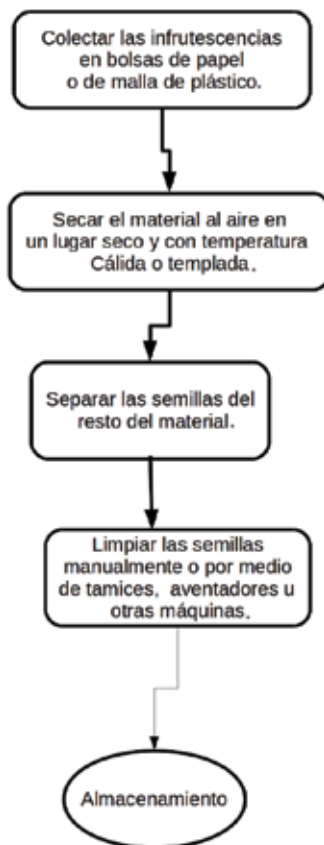 Colectar las infrutescencias
en bolsas de papel
o de malla de plástico.
Secar el material al aire en
un lugar seco y con temperatura
Cálida o templada.
Separar las semillas del
resto del material.
Limpiar las semillas
manualmente o por medio
de tamices, aventadores u
otras máquinas.
Almacenamiento